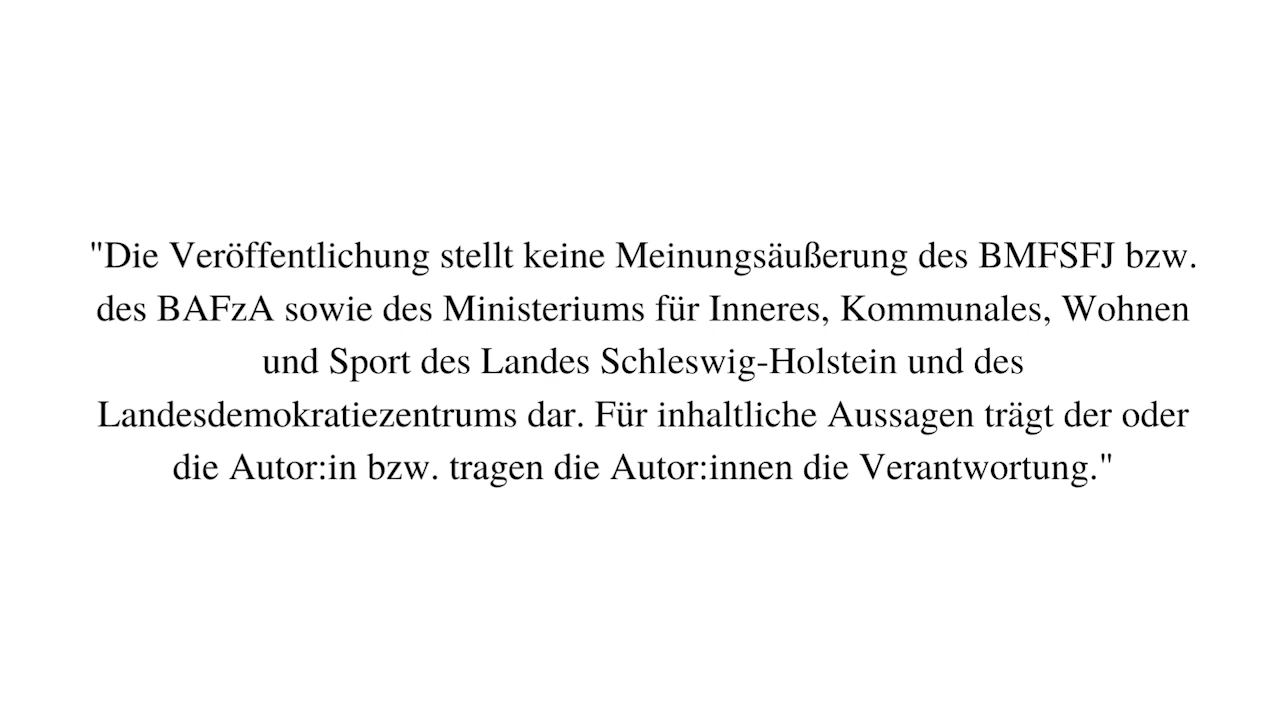 "Die Veröffentlichung stellt keine Meinungsäußerung des BMFSFJ bzw.
des BAFzA sowie des Ministeriums für Inneres, Kommunales, Wohnen
und Sport des Landes Schleswig-Holstein und des
Landesdemokratiezentrums dar. Für inhaltliche Aussagen trägt der oder
die Autor:in bzw. tragen die Autor:innen die Verantwortung."